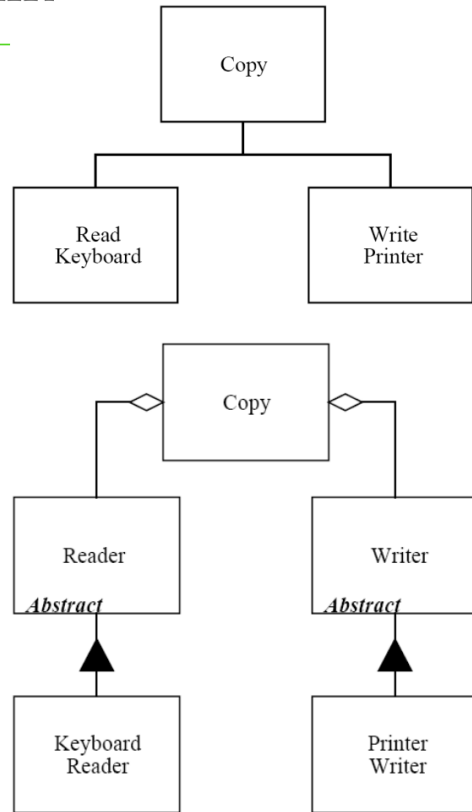 Copy
Read
Keyboard
Write
Printer
Copy
Reader
Abstract
Writer
Abstract
Keyboard
Reader
Printer
Writer